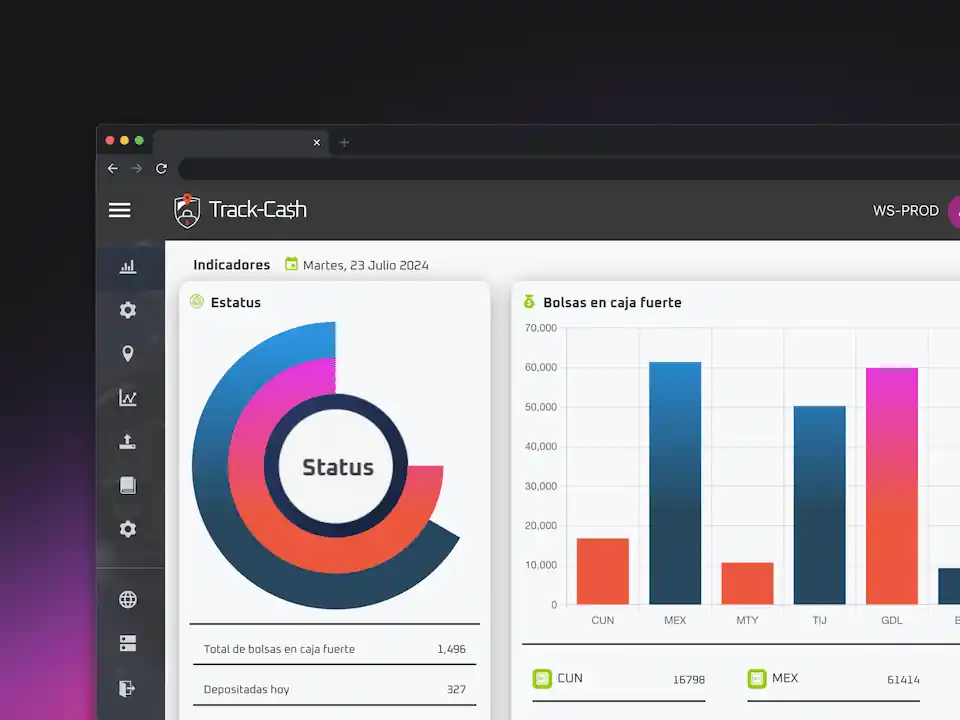 Track-Cash
WS-PROD
Indicadores
Martes, 23 Julio 2024
Estatus
Status
Total de bolsas en caja fuerte 1,496
Depositadas hoy 327
Bolsas en caja fuerte
70,000
60,000
50,000
40,000
30,000
20,000
10,000
0
CUN MEX MTY TIJ GDL
CUN 16798
MEX 61414